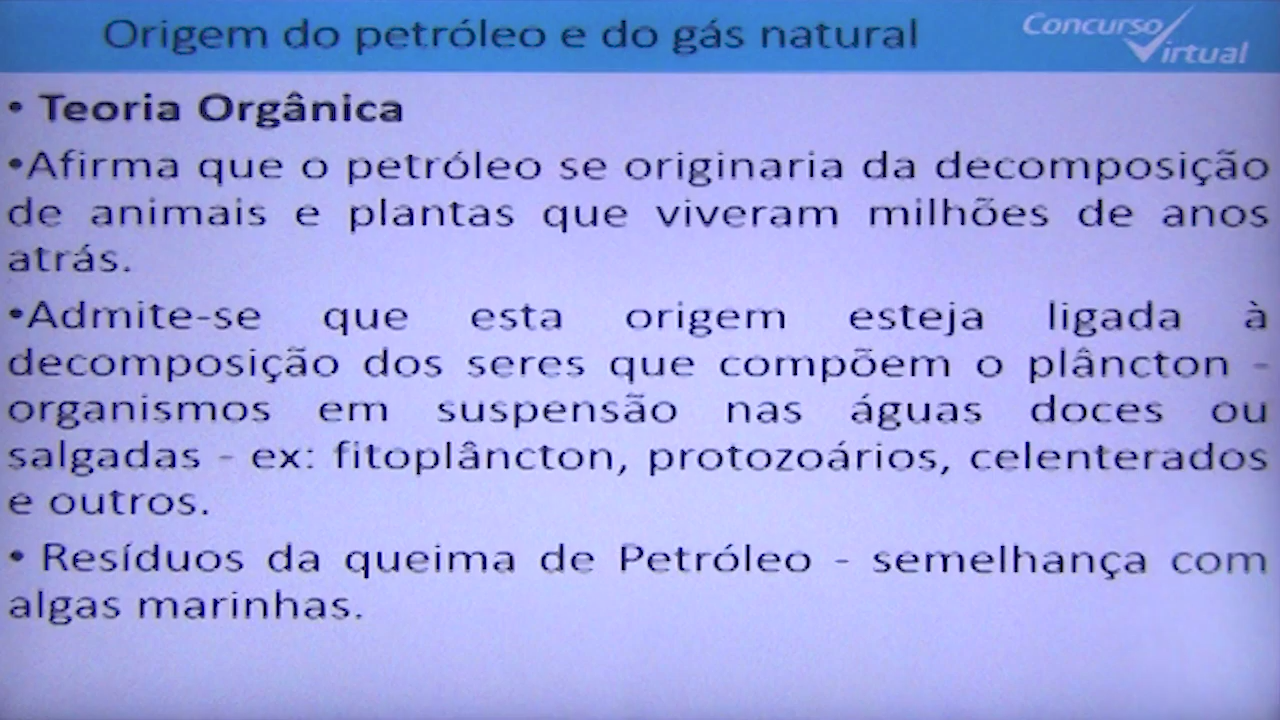 Origem do petróleo e do gás natural
Concurso
Virtual
• Teoria Orgânica
•Afirma que o petróleo se originaria da decomposição
de animais e plantas que viveram milhões de anos
atrás.
•Admite-se que esta origem esteja ligada à
decomposição dos seres que compõem o plâncton -
organismos em suspensão nas águas doces ou
salgadas - ex: fitoplâncton, protozoários, celenterados
e outros.
• Resíduos da queima de Petróleo - semelhança com
algas marinhas.